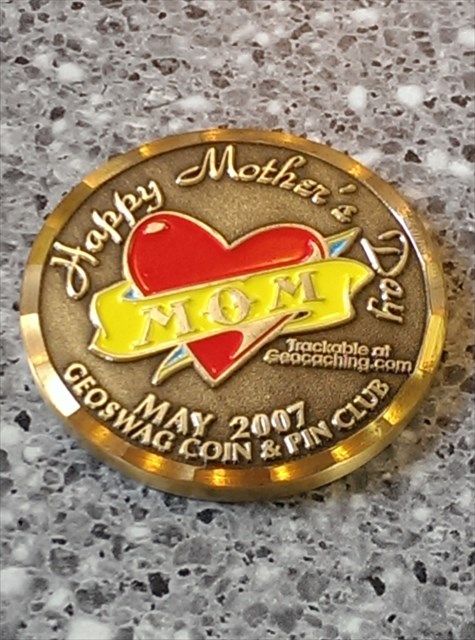 Happy Mother's Day
MOM
Trackable at
Geocaching.com
MAY 2007
GEOSWAG COIN & PIN CLUB